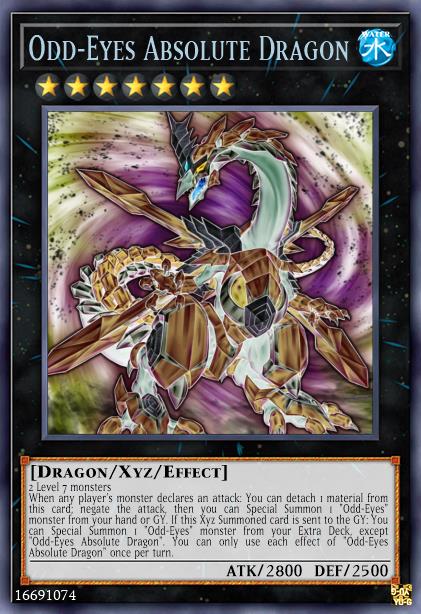 Odd-Eyes Absolute Dragon
WATER
水
[Dragon/Xyz/Effect]
2 Level 7 monsters
When any player's monster declares an attack: You can detach 1 material from
this card; negate the attack, then you can Special Summon 1 "Odd-Eyes"
monster from your hand or GY. If this Xyz Summoned card is sent to the GY: You
can Special Summon 1 "Odd-Eyes" monster from your Extra Deck, except
"Odd-Eyes Absolute Dragon". You can only use each effect of "Odd-Eyes
Absolute Dragon" once per turn.
ATK/2800 DEF/2500
16691074